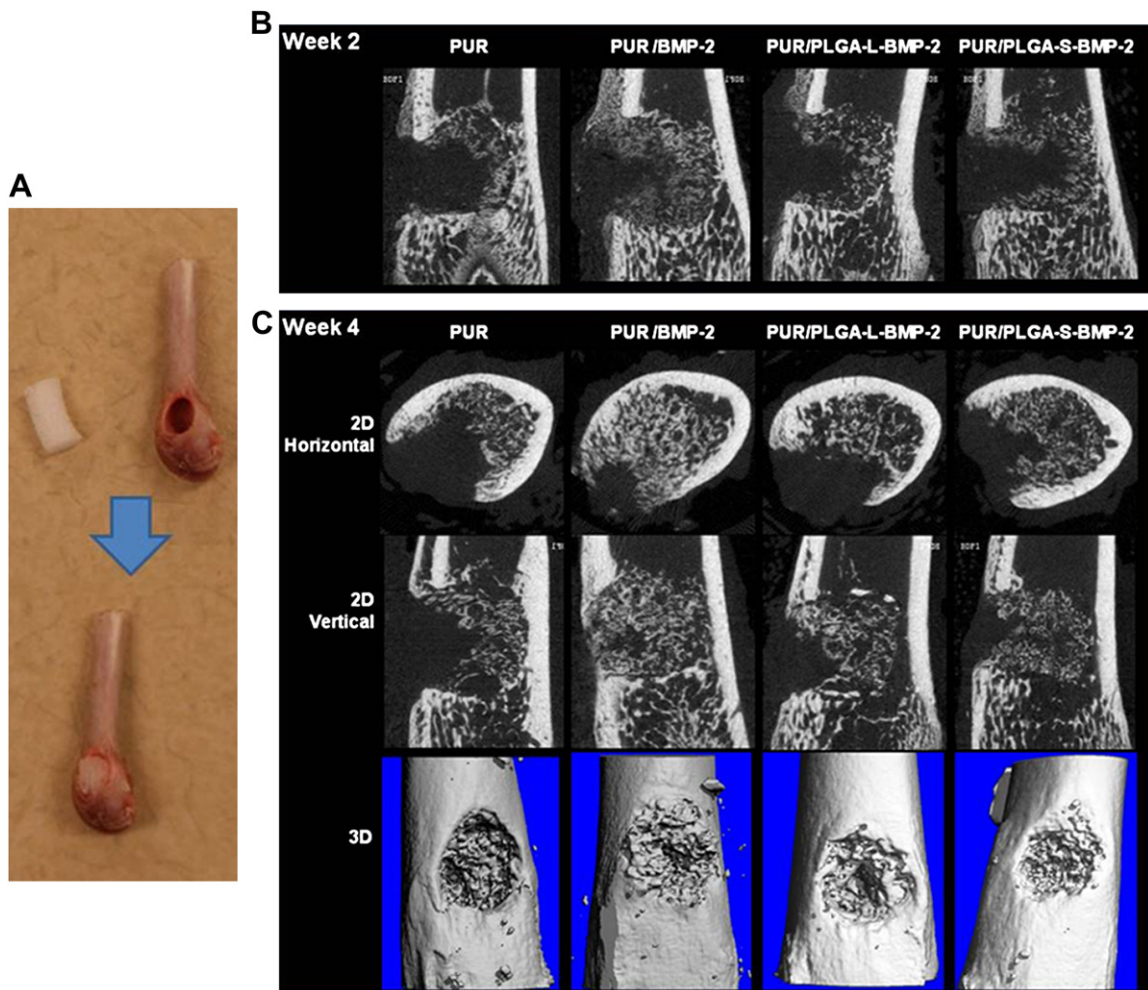 A
B
Week 2
PUR
PUR/BMP-2
PUR/PLGA-L-BMP-2
PUR/PLGA-S-BMP-2
C
Week 4
PUR
PUR/BMP-2
PUR/PLGA-L-BMP-2
PUR/PLGA-S-BMP-2
2D
Horizontal
2D
Vertical
3D